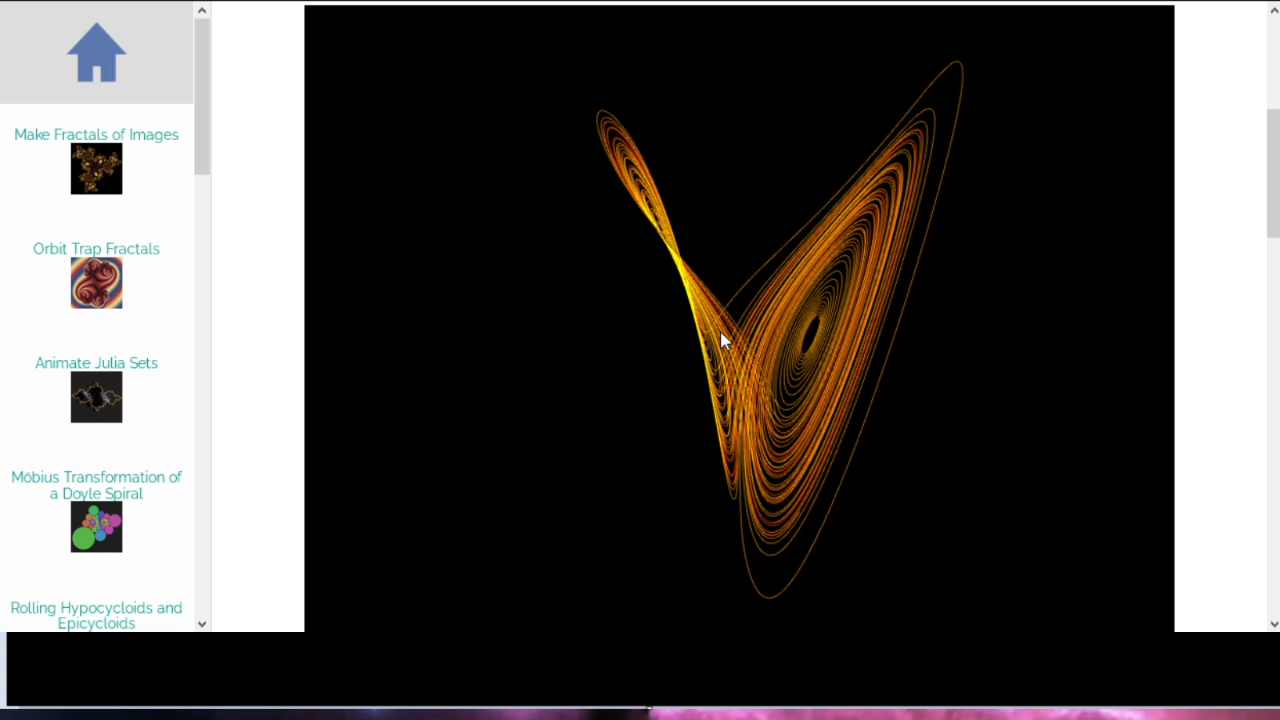 Make Fractals of Images
Orbit Trap Fractals
Animate Julia Sets
Möbius Transformation of
a Doyle Spiral
Rolling Hypocycloids and
Epicycloids